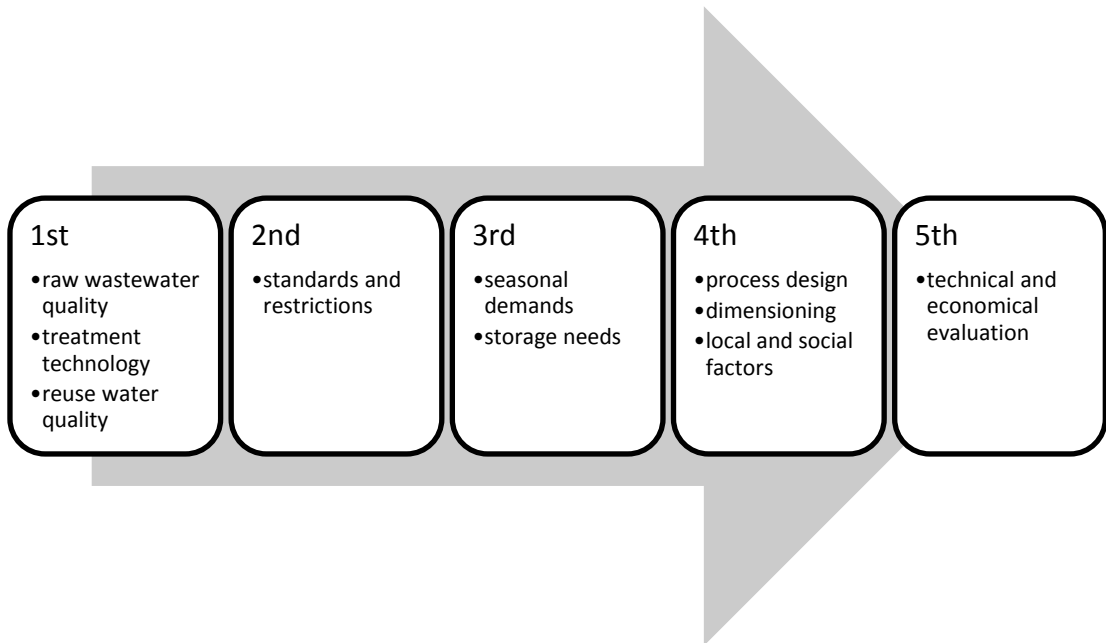 1st
•raw wastewater
quality
•treatment
technology
•reuse water
quality
2nd
•standards and
restrictions
3rd
•seasonal
demands
•storage needs
4th
•process design
•dimensioning
•local and social
factors
5th
•technical and
economical
evaluation